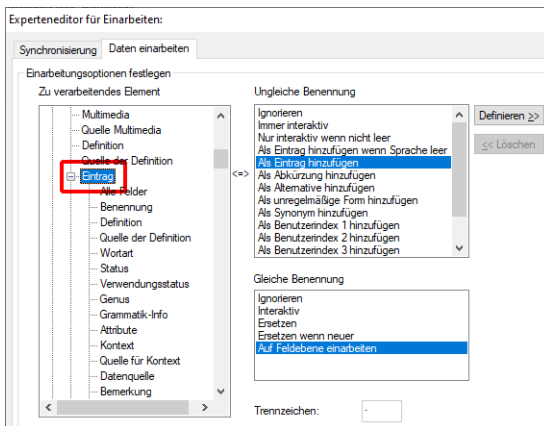 Experteneditor für Einarbeiten:
Synchronisierung Daten einarbeiten
Einarbeitungsoptionen festlegen
Zu verarbeitendes Element
Multimedia
Quelle Multimedia
Definition
Quelle der Definition
Eintrag
Alle Felder
Benennung
Definition
Quelle der Definition
Wortart
Status
Verwendungsstatus
Genus
Grammatik-Info
Attribute
Kontext
Quelle für Kontext
Datenquelle
Bemerkung
<=>
Ungleiche Benennung
Ignorieren
Immer interaktiv
Nur interaktiv wenn nicht leer
Als Eintrag hinzufügen wenn Sprache leer
Als Eintrag hinzufügen
Als Abkürzung hinzufügen
Als Alternative hinzufügen
Als unregelmäßige Form hinzufügen
Als Synonym hinzufügen
Als Benutzerindex 1 hinzufügen
Als Benutzerindex 2 hinzufügen
Als Benutzerindex 3 hinzufügen
Definieren >>
<< Löschen
Gleiche Benennung
Ignorieren
Interaktiv
Ersetzen
Ersetzen wenn neuer
Auf Feldebene einarbeiten
Trennzeichen: -